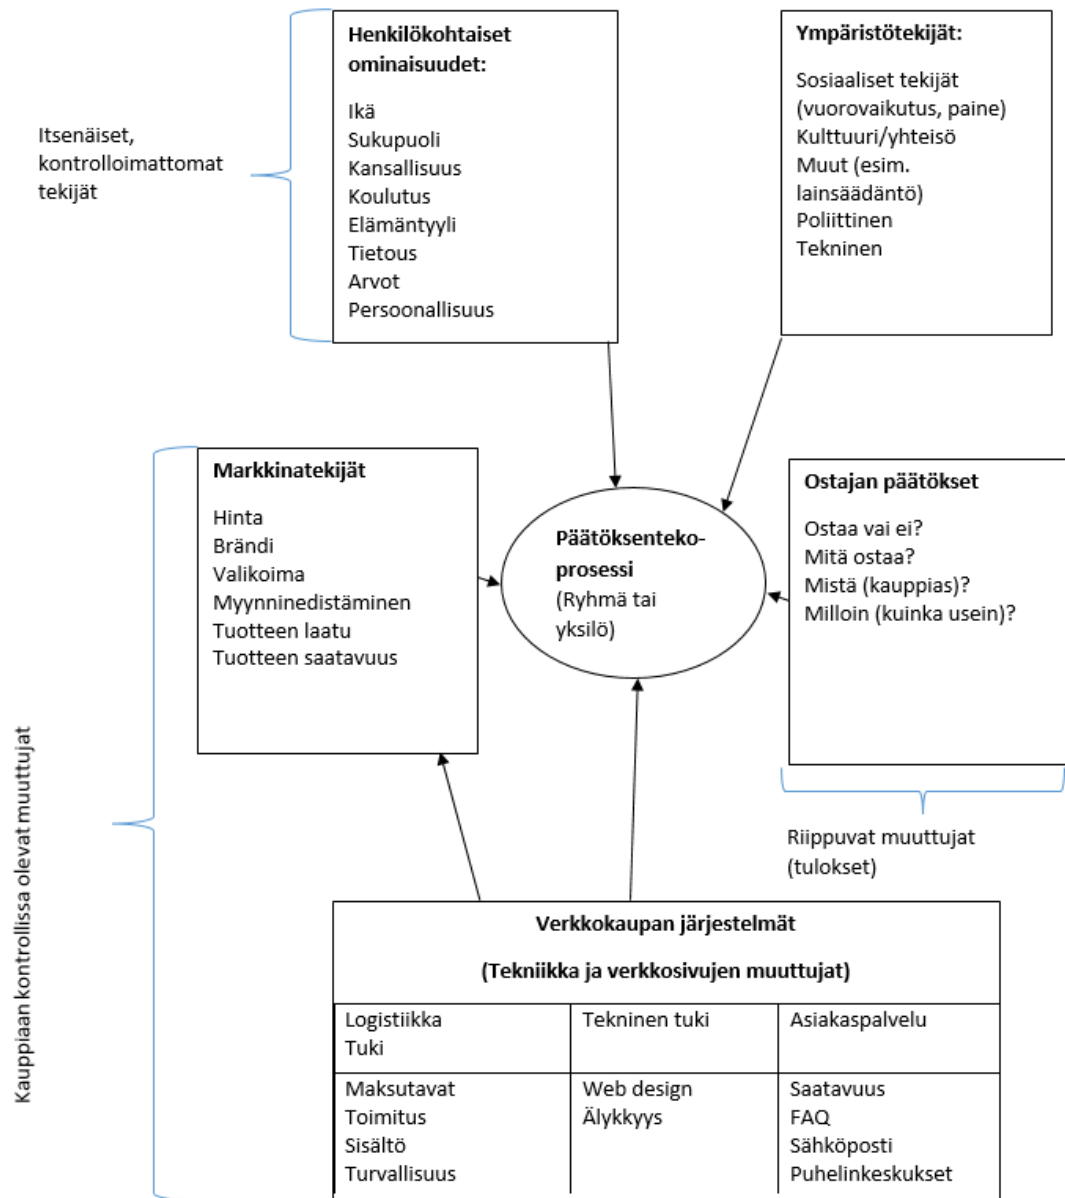 Henkilökohtaiset
ominaisuudet:
Ikä
Sukupuoli
Kansallisuus
Koulutus
Elämäntyyli
Tietous
Arvot
Persoonallisuus
Ympäristötekijät:
Sosiaaliset tekijät
(vuorovaikutus, paine)
Kulttuuri/yhteisö
Muut (esim.
lainsäädäntö)
Poliittinen
Tekninen
Itsenäiset,
kontrolloimattomat
tekijät
Markkinatekijät
Hinta
Brändi
Valikoima
Myynninedistäminen
Tuotteen laatu
Tuotteen saatavuus
Päätöksenteko-
prosessi
(Ryhmä tai
yksilö)
Ostajan päätökset
Ostaa vai ei?
Mitä ostaa?
Mistä (kauppias)?
Milloin (kuinka usein)?
Riippuvat muuttujat
(tulokset)
Kauppiaan kontrollissa olevat muuttujat
Verkkokaupan järjestelmät
(Tekniikka ja verkkosivujen muuttujat)
Logistiikka
Tuki
Tekninen tuki
Asiakaspalvelu
Maksutavat
Toimitus
Sisältö
Turvallisuus
Web design
Älykkyys
Saatavuus
FAQ
Sähköposti
Puhelinkeskukset